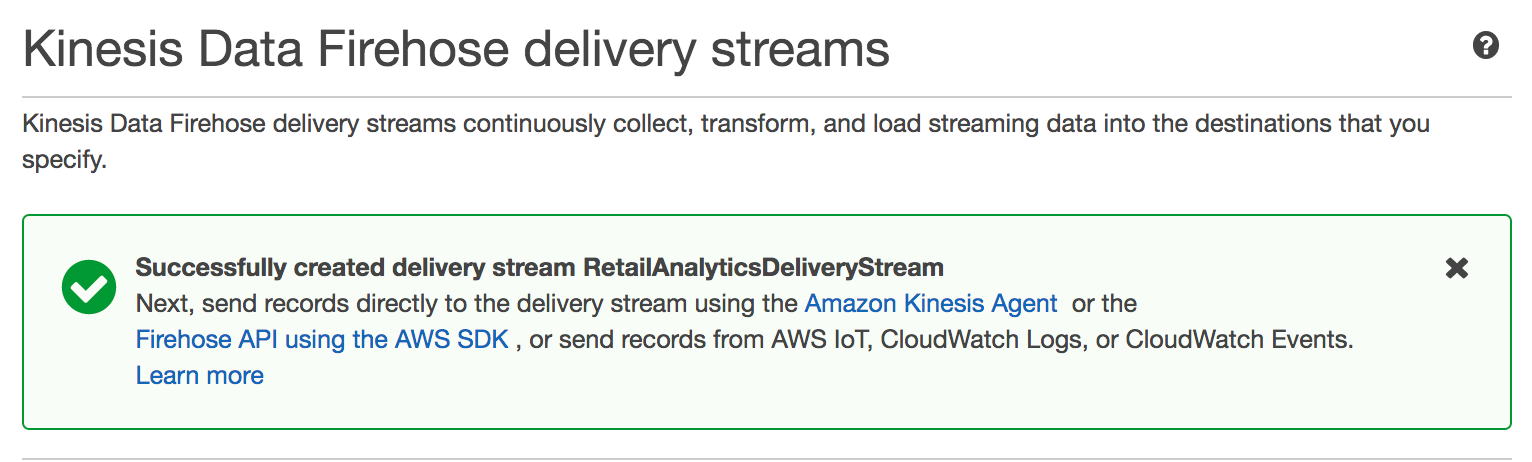 Kinesis Data Firehose delivery streams
Kinesis Data Firehose delivery streams continuously collect, transform, and load streaming data into the destinations that you
specify.
Successfully created delivery stream RetailAnalyticsDeliveryStream
Next, send records directly to the delivery stream using the Amazon Kinesis Agent or the
Firehose API using the AWS SDK , or send records from AWS IoT, CloudWatch Logs, or CloudWatch Events.
Learn more